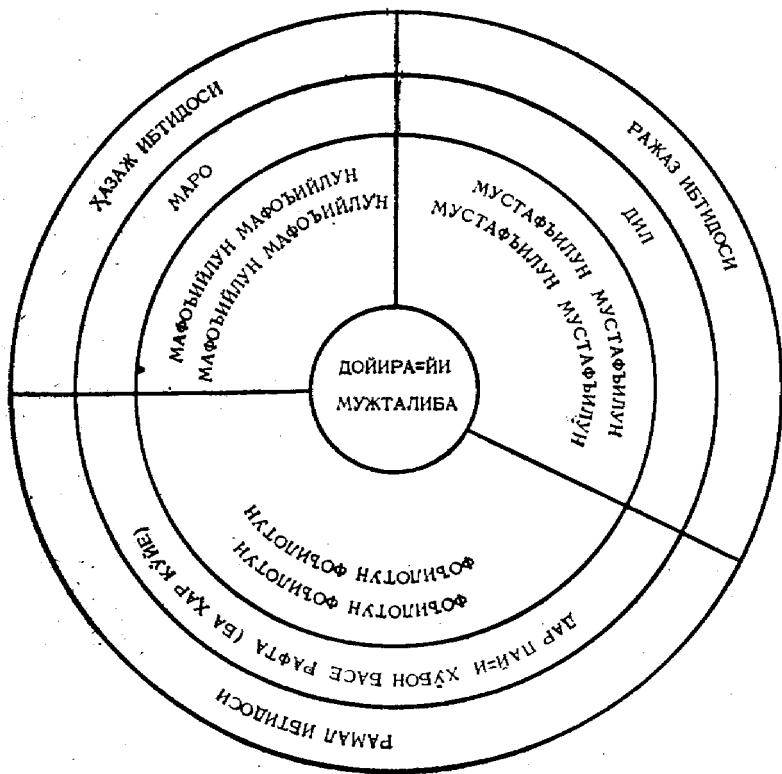 ҲАЗАЖ ИБТИДОСИ
МАРО
МАФОЪИЙЛУН МАФОЪИЙЛУН
МАФОЪИЙЛУН МАФОЪИЙЛУН
РАЖАЗ ИБТИДОСИ
ДИЛ
МУСТАФЪИЛУН МУСТАФЪИЛУН
МУСТАФЪИЛУН МУСТАФЪИЛУН
ДОЙИРА=ЙИ
МУЖТАЛИБА
ФОЪИЛОТУН ФОЪИЛОТУН
ФОЪИЛОТУН ФОЪИЛОТУН
ДАР ПАЙ=И ХЎБОН БАСЕ РАФТА (БА ҲАР КЎЙЕ)
РАМАЛ ИБТИДОСИ